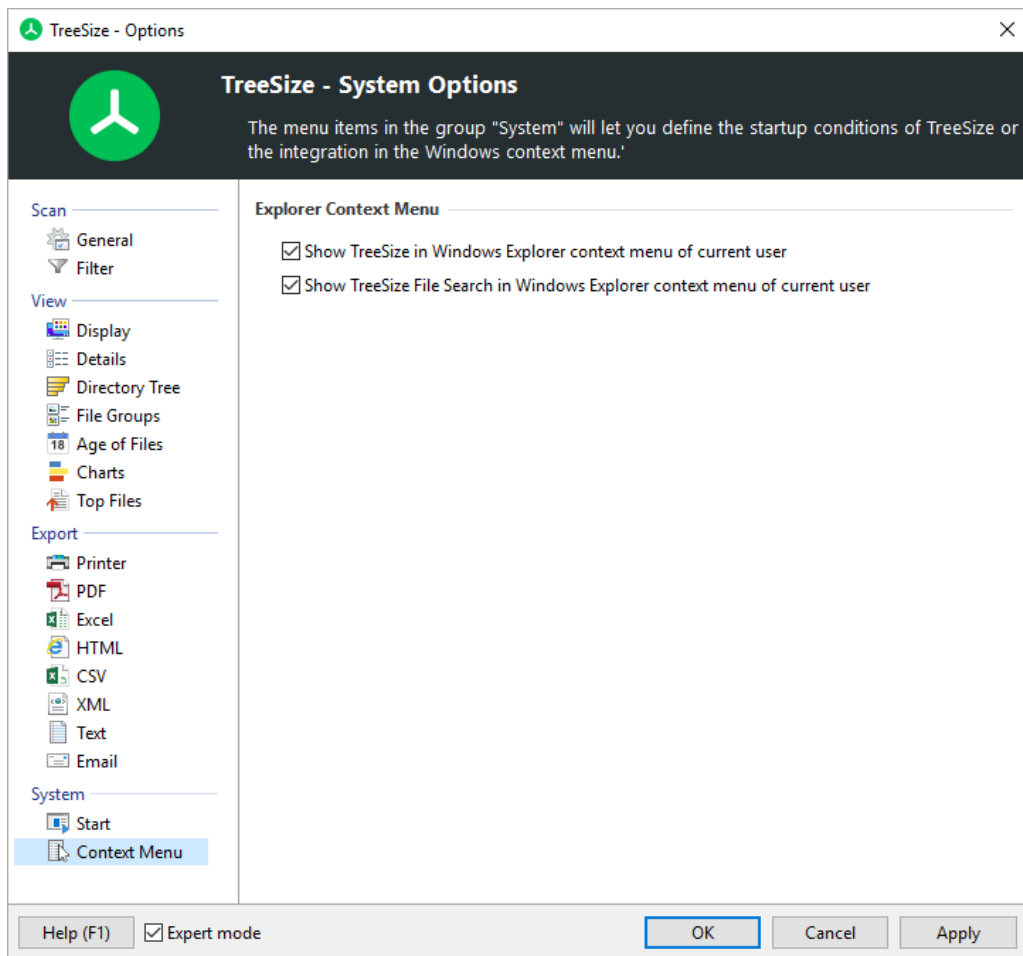 TreeSize - Options
TreeSize - System Options
The menu items in the group "System" will let you define the startup conditions of TreeSize or
the integration in the Windows context menu.'
Scan
General
Filter
View
Display
Details
Directory Tree
File Groups
18
Age of Files
Charts
Top Files
Export
Printer
PDF
Excel
HTML
CSV
XML
Text
Email
System
Start
Context Menu
Explorer Context Menu
Show TreeSize in Windows Explorer context menu of current user
Show TreeSize File Search in Windows Explorer context menu of current user
Help (F1)
Expert mode
OK
Cancel
Apply